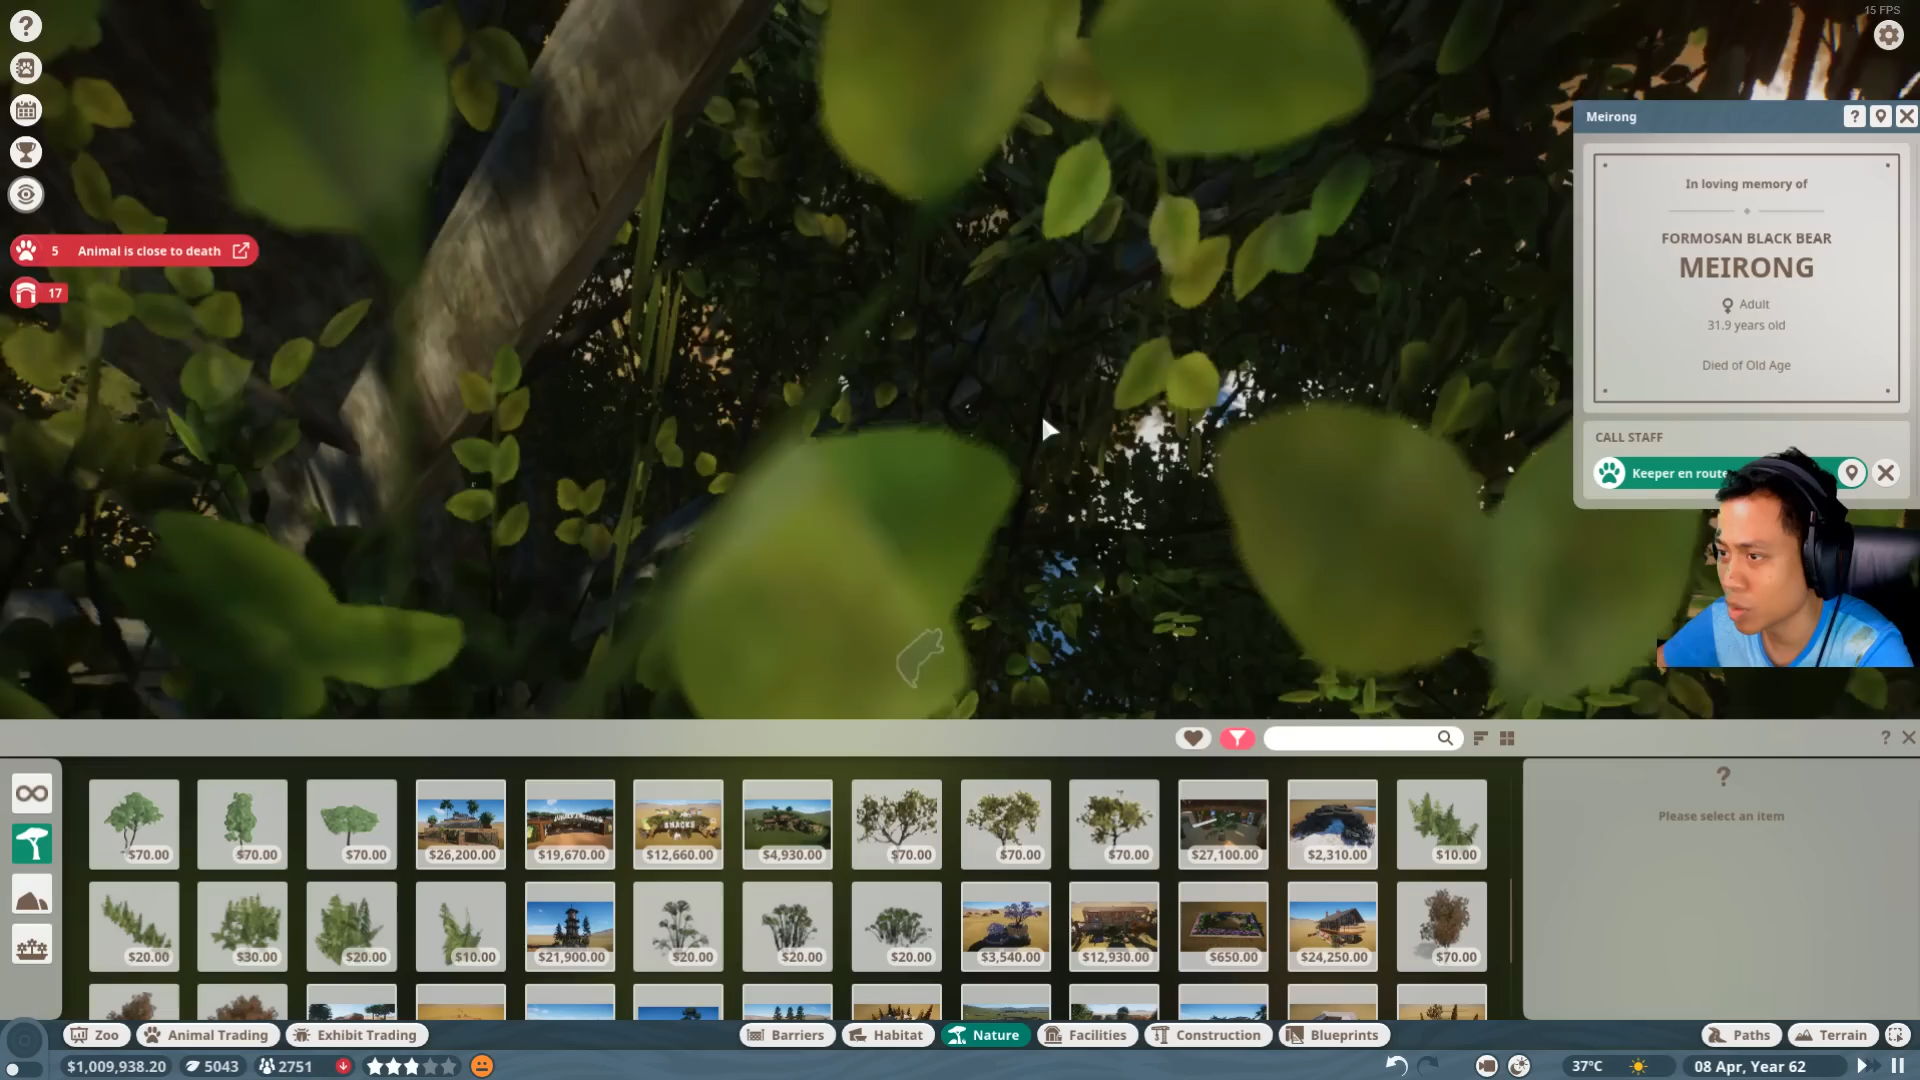 15 FPS
Meirong
?
In loving memory of
FORMOSAN BLACK BEAR
MEIRONG
Adult
31.9 years old
Died of Old Age
CALL STAFF
Keeper en route
5 Animal is close to death
17
?
?
Please select an item
$70.00 $70.00 $70.00 $26,200.00 $19,670.00 $12,660.00 $4,930.00 $70.00 $70.00 $70.00 $27,100.00 $2,310.00 $10.00
$20.00 $30.00 $20.00 $10.00 $21,900.00 $20.00 $20.00 $20.00 $3,540.00 $12,930.00 $650.00 $24,250.00 $70.00
Zoo Animal Trading Exhibit Trading Barriers Habitat Nature Facilities Construction Blueprints Paths Terrain
$1,009,938.20 5043 2751 37°C 08 Apr, Year 62